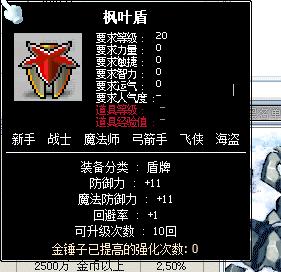 枫叶盾
要求等级: 20
要求力量: 0
要求敏捷: 0
要求智力: 0
要求运气: 0
要求人气度: -
道具等级: -
道具经验值: -
新手 战士 魔法师 弓箭手 飞侠 海盗
装备分类 : 盾牌
防御力 : +11
魔法防御力 : +11
回避率 : +1
可升级次数 : 10回
金锤子已提高的强化次数: 0
2500万 金币以上 2,50%